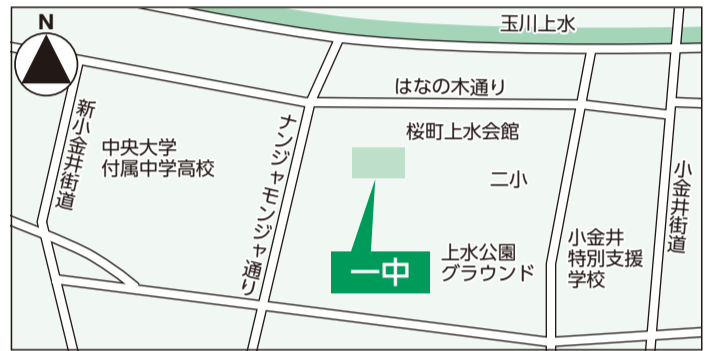 玉川上水
N
はなの木通り
新小金井街道
中央大学
付属中学高校
ナンジャモンジャ通り
桜町上水会館
二小
小金井街道
一中
上水公園
グラウンド
小金井
特別支援
学校